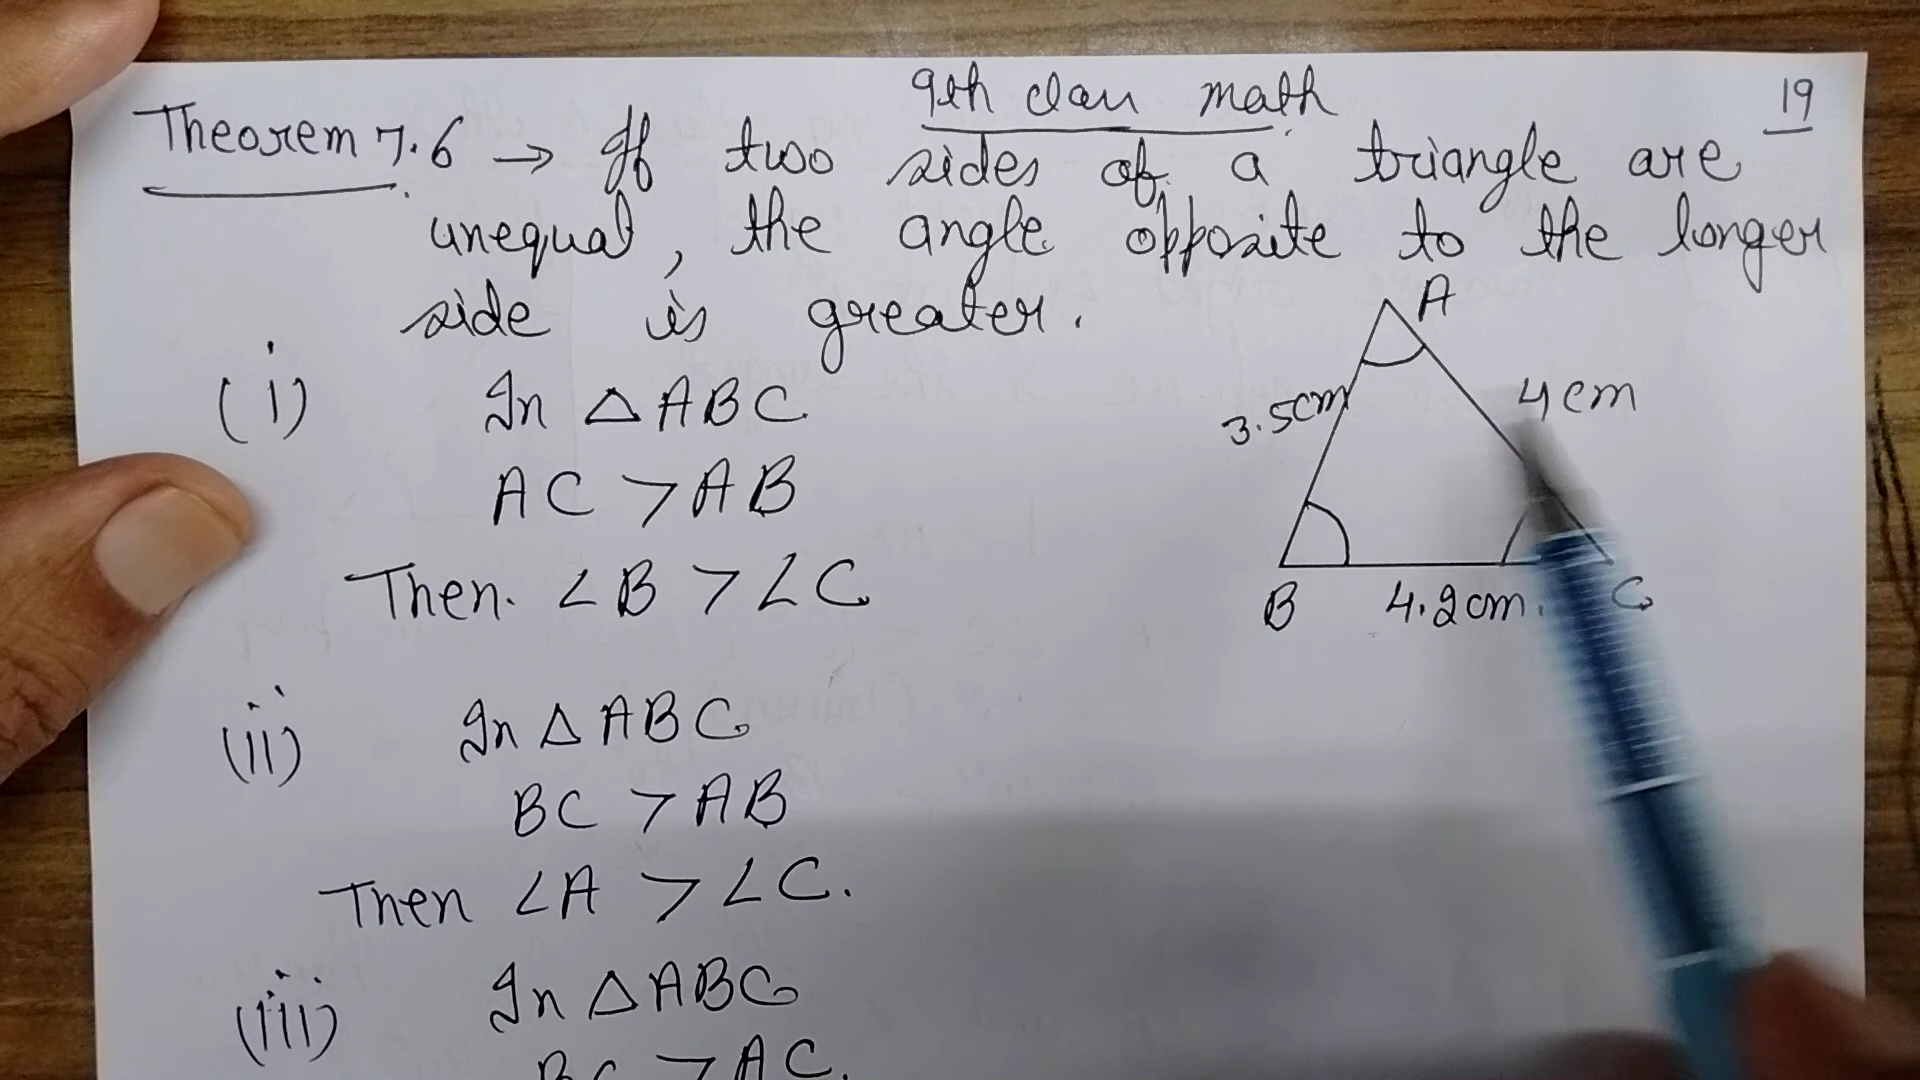 9th class math
19
Theorem 7.6 → If two sides of a triangle are
unequal, the angle opposite to the longer
side is greater.
A
3.5cm
4cm
B
4.2cm.
C
(i) In △ABC
AC > AB
Then. ∠B > ∠C
(ii) In △ABC
BC > AB
Then ∠A > ∠C.
(iii) In △ABC
BC > AC.